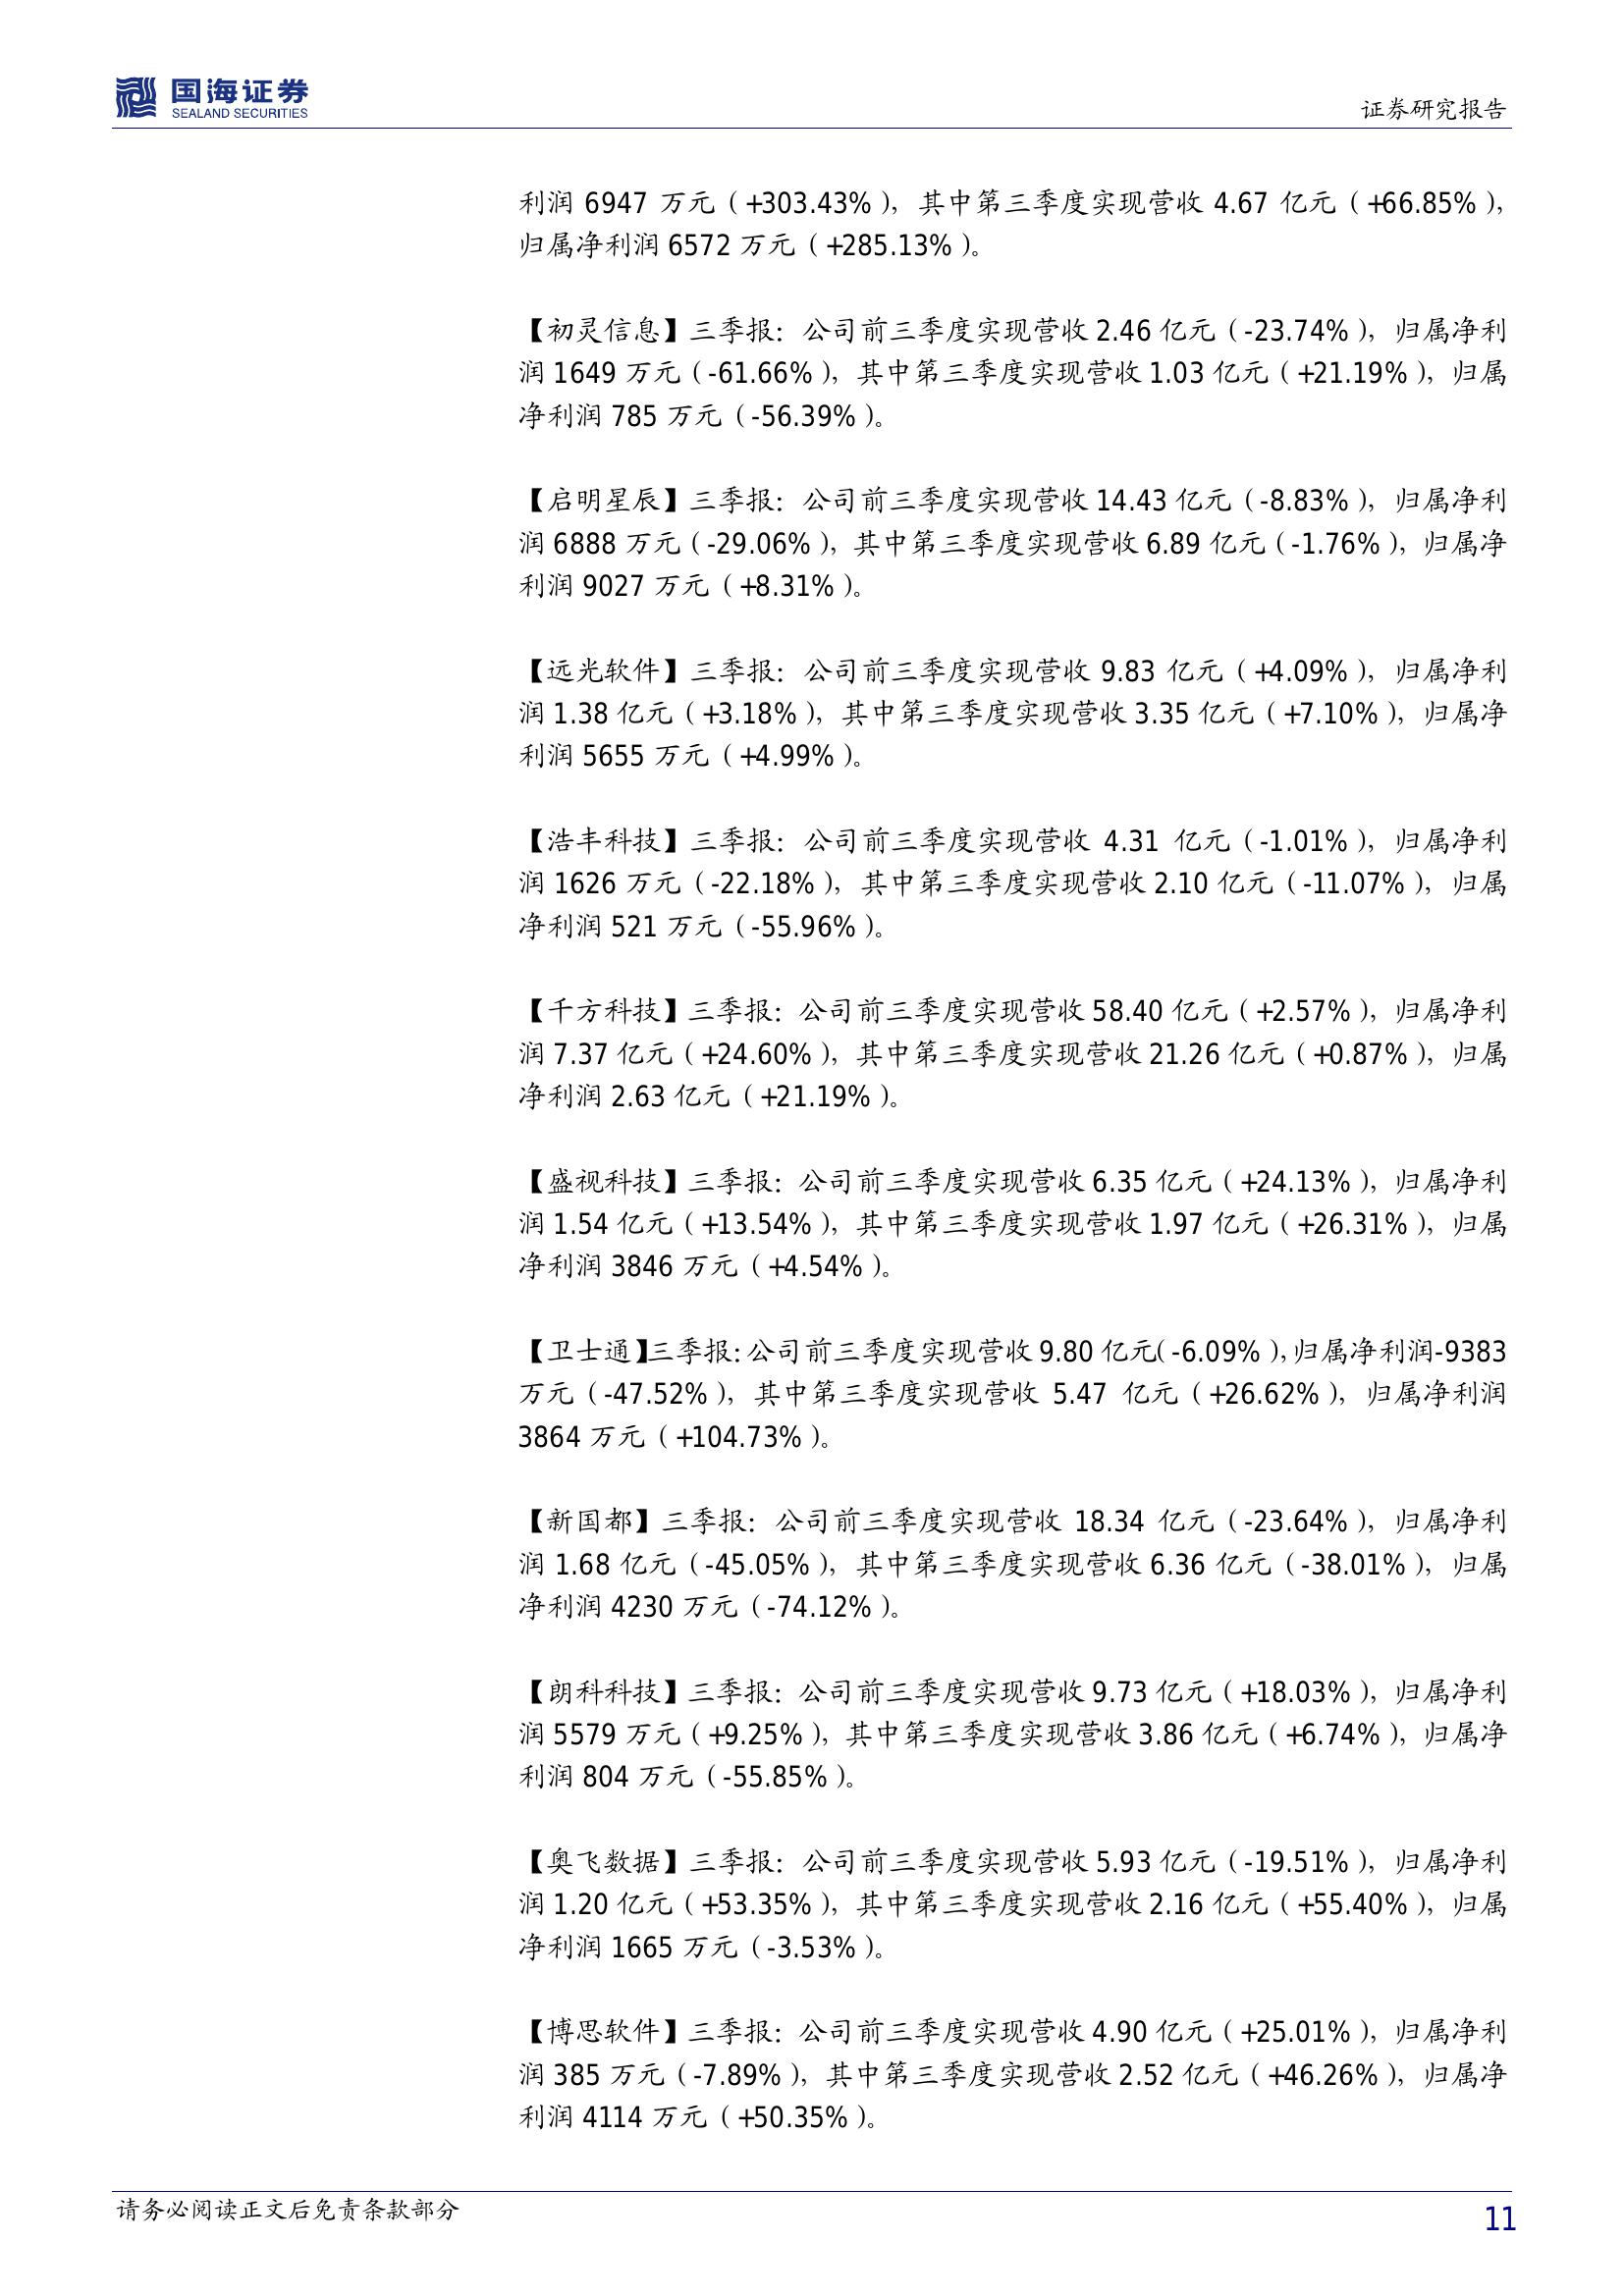 国海证券
SEALAND SECURITIES
证券研究报告
利润 6947 万元（+303.43%），其中第三季度实现营收 4.67 亿元（+66.85%），
归属净利润 6572 万元（+285.13%）。
【初灵信息】三季报：公司前三季度实现营收 2.46 亿元（-23.74%），归属净利
润 1649 万元（-61.66%），其中第三季度实现营收 1.03 亿元（+21.19%），归属
净利润 785 万元（-56.39%）。
【启明星辰】三季报：公司前三季度实现营收 14.43 亿元（-8.83%），归属净利
润 6888 万元（-29.06%），其中第三季度实现营收 6.89 亿元（-1.76%），归属净
利润 9027 万元（+8.31%）。
【远光软件】三季报：公司前三季度实现营收 9.83 亿元（+4.09%），归属净利
润 1.38 亿元（+3.18%），其中第三季度实现营收 3.35 亿元（+7.10%），归属净
利润 5655 万元（+4.99%）。
【浩丰科技】三季报：公司前三季度实现营收 4.31 亿元（-1.01%），归属净利
润 1626 万元（-22.18%），其中第三季度实现营收 2.10 亿元（-11.07%），归属
净利润 521 万元（-55.96%）。
【千方科技】三季报：公司前三季度实现营收 58.40 亿元（+2.57%），归属净利
润 7.37 亿元（+24.60%），其中第三季度实现营收 21.26 亿元（+0.87%），归属
净利润 2.63 亿元（+21.19%）。
【盛视科技】三季报：公司前三季度实现营收 6.35 亿元（+24.13%），归属净利
润 1.54 亿元（+13.54%），其中第三季度实现营收 1.97 亿元（+26.31%），归属
净利润 3846 万元（+4.54%）。
【卫士通】三季报：公司前三季度实现营收 9.80 亿元（-6.09%），归属净利润-9383
万元（-47.52%），其中第三季度实现营收 5.47 亿元（+26.62%），归属净利润
3864 万元（+104.73%）。
【新国都】三季报：公司前三季度实现营收 18.34 亿元（-23.64%），归属净利
润 1.68 亿元（-45.05%），其中第三季度实现营收 6.36 亿元（-38.01%），归属
净利润 4230 万元（-74.12%）。
【朗科科技】三季报：公司前三季度实现营收 9.73 亿元（+18.03%），归属净利
润 5579 万元（+9.25%），其中第三季度实现营收 3.86 亿元（+6.74%），归属净
利润 804 万元（-55.85%）。
【奥飞数据】三季报：公司前三季度实现营收 5.93 亿元（-19.51%），归属净利
润 1.20 亿元（+53.35%），其中第三季度实现营收 2.16 亿元（+55.40%），归属
净利润 1665 万元（-3.53%）。
【博思软件】三季报：公司前三季度实现营收 4.90 亿元（+25.01%），归属净利
润 385 万元（-7.89%），其中第三季度实现营收 2.52 亿元（+46.26%），归属净
利润 4114 万元（+50.35%）。
请务必阅读正文后免责条款部分
11